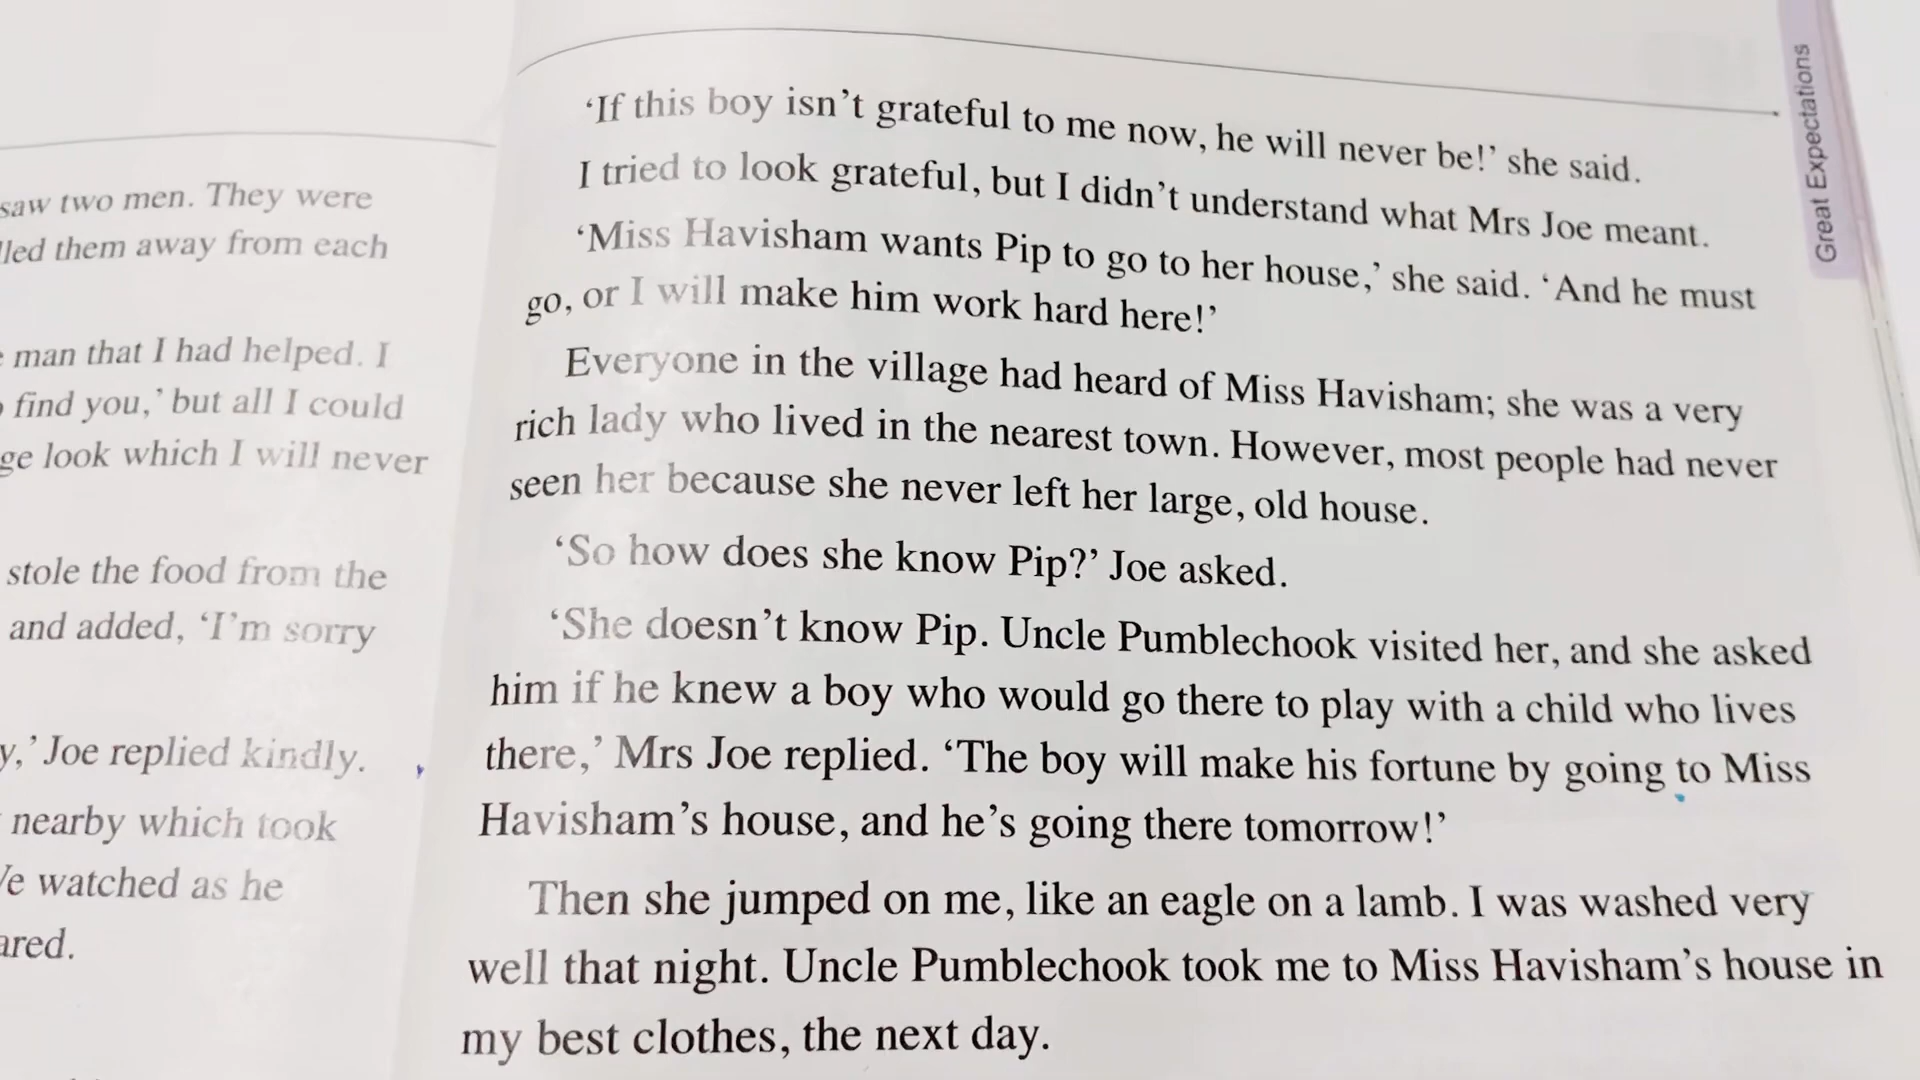 saw two men. They were
them away from each
man that I had helped. I
find you,’ but all I could
look which I will never
stole the food from the
and added, ‘I’m sorry
Joe replied kindly.
nearby which took
watched as he
‘If this boy isn’t grateful to me now, he will never be!’ she said.
I tried to look grateful, but I didn’t understand what Mrs Joe meant.
‘Miss Havisham wants Pip to go to her house,’ she said. ‘And he must
go, or I will make him work hard here!’
Everyone in the village had heard of Miss Havisham; she was a very
rich lady who lived in the nearest town. However, most people had never
seen her because she never left her large, old house.
‘So how does she know Pip?’ Joe asked.
‘She doesn’t know Pip. Uncle Pumblechook visited her, and she asked
him if he knew a boy who would go there to play with a child who lives
there,’ Mrs Joe replied. ‘The boy will make his fortune by going to Miss
Havisham’s house, and he’s going there tomorrow!’
Then she jumped on me, like an eagle on a lamb. I was washed very
well that night. Uncle Pumblechook took me to Miss Havisham’s house in
my best clothes, the next day.
Great Expectations